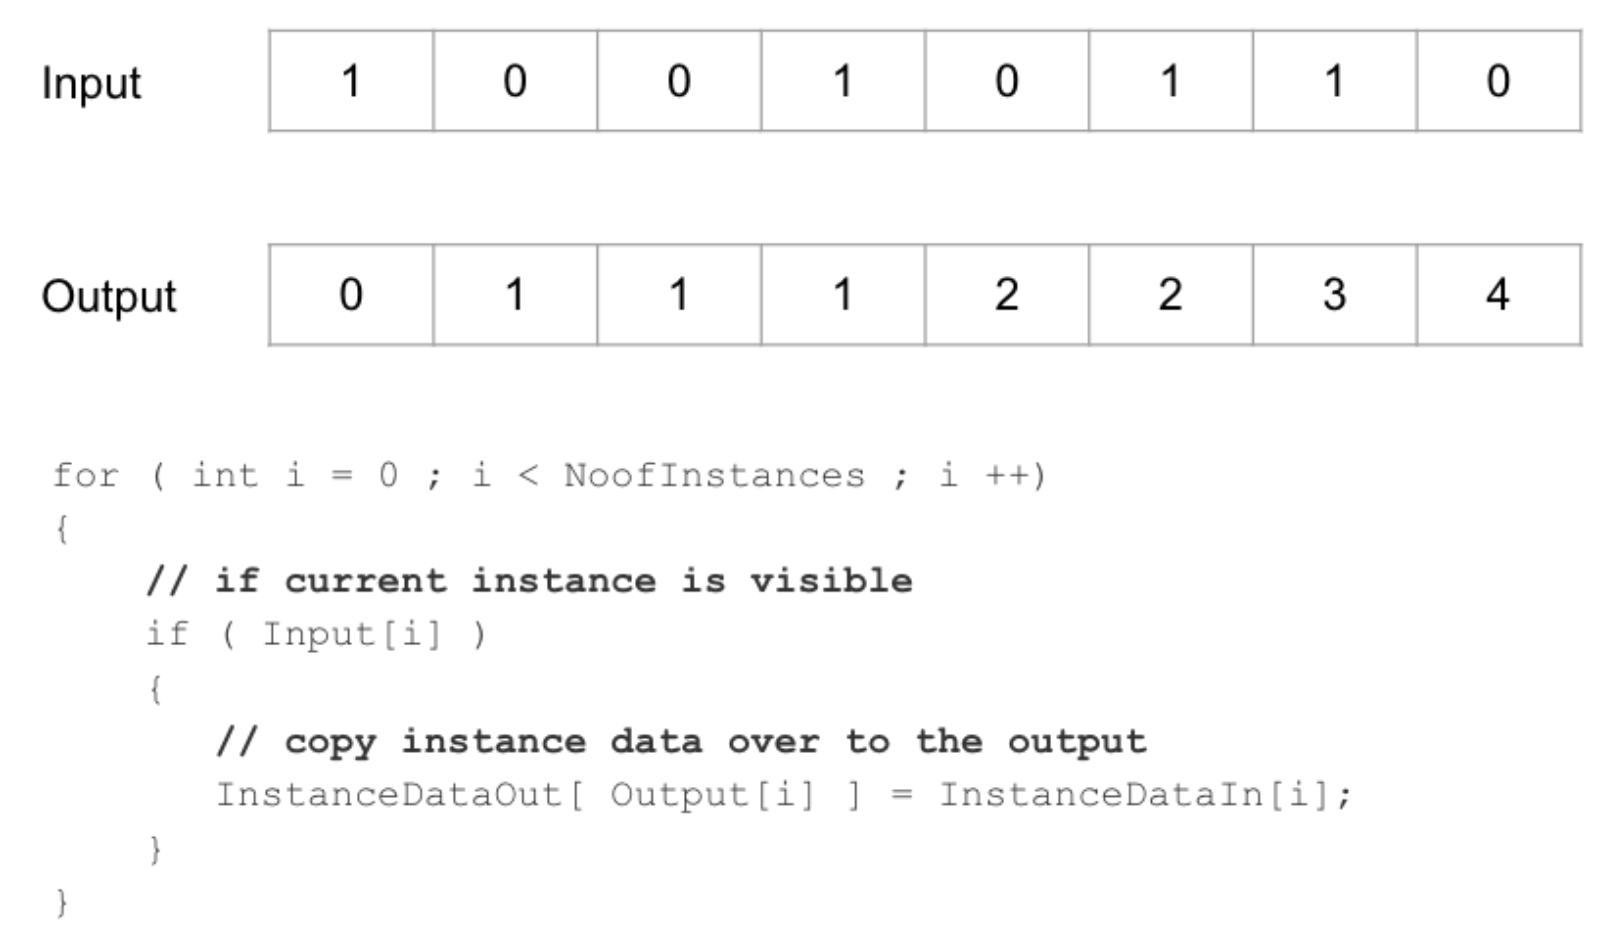 Input 1 0 0 1 0 1 1 0
Output 0 1 1 1 2 2 3 4
for ( int i = 0 ; i < NoofInstances ; i ++)
{
// if current instance is visible
if ( Input[i] )
{
// copy instance data over to the output
InstanceDataOut[ Output[i] ] = InstanceDataIn[i];
}
}